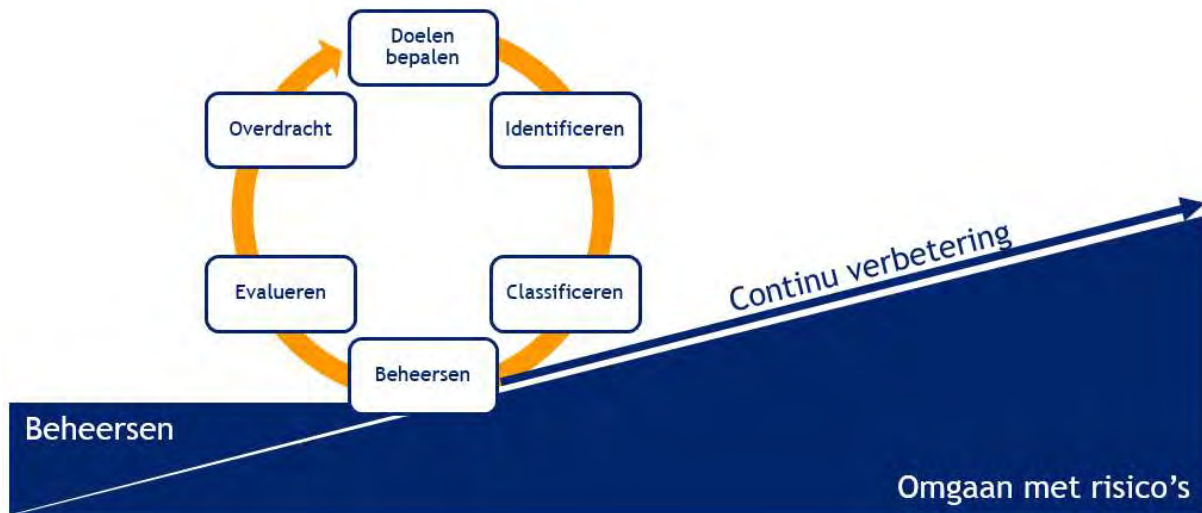 Doelen
bepalen
Overdracht
Identificeren
Evalueren
Classificeren
Beheersen
Continu verbetering
Beheersen
Omgaan met risico's